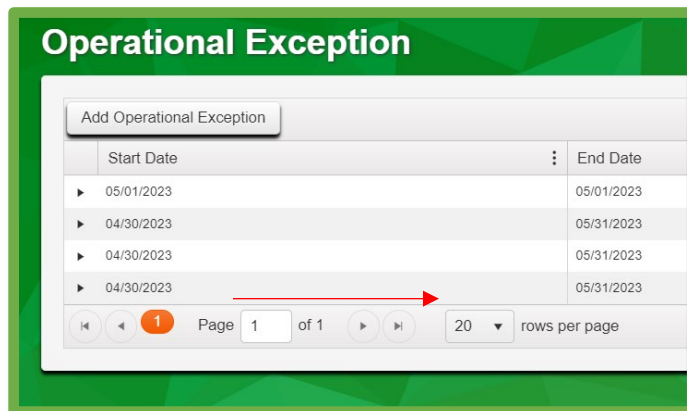 Operational Exception
Add Operational Exception
Start Date End Date
05/01/2023 05/01/2023
04/30/2023 05/31/2023
04/30/2023 05/31/2023
04/30/2023 05/31/2023
1 Page 1 of 1 20 rows per page